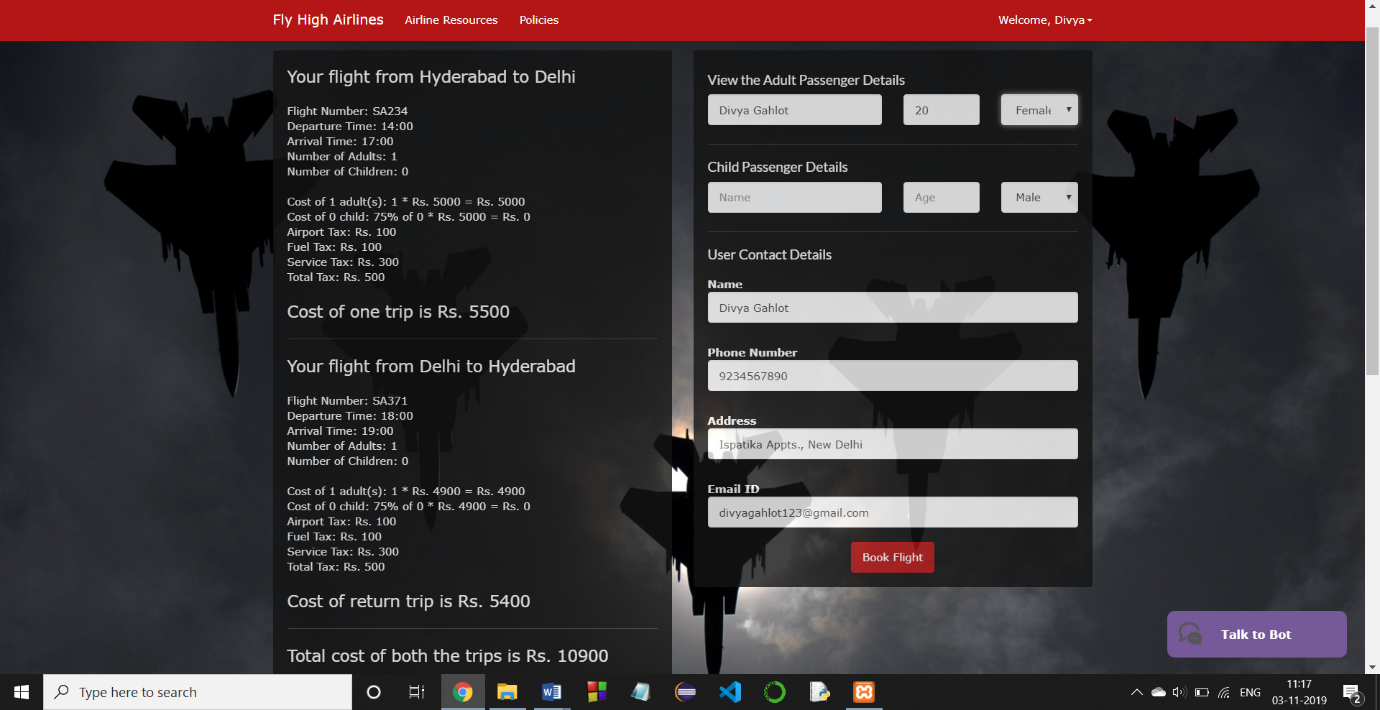 Fly High Airlines Airline Resources Policies Welcome, Divya
Your flight from Hyderabad to Delhi
Flight Number: SA234
Departure Time: 14:00
Arrival Time: 17:00
Number of Adults: 1
Number of Children: 0
Cost of 1 adult(s): 1 * Rs. 5000 = Rs. 5000
Cost of 0 child: 75% of 0 * Rs. 5000 = Rs. 0
Airport Tax: Rs. 100
Fuel Tax: Rs. 100
Service Tax: Rs. 300
Total Tax: Rs. 500
Cost of one trip is Rs. 5500
Your flight from Delhi to Hyderabad
Flight Number: SA371
Departure Time: 18:00
Arrival Time: 19:00
Number of Adults: 1
Number of Children: 0
Cost of 1 adult(s): 1 * Rs. 4900 = Rs. 4900
Cost of 0 child: 75% of 0 * Rs. 4900 = Rs. 0
Airport Tax: Rs. 100
Fuel Tax: Rs. 100
Service Tax: Rs. 300
Total Tax: Rs. 500
Cost of return trip is Rs. 5400
Total cost of both the trips is Rs. 10900
View the Adult Passenger Details
Divya Gahlot 20 Female
Child Passenger Details
Name Age Male
User Contact Details
Name
Divya Gahlot
Phone Number
9234567890
Address
Ispatika Appts., New Delhi
Email ID
divyagahlot123@gmail.com
Book Flight
Talk to Bot
Type here to search
ENG
11:17
03-11-2019
2